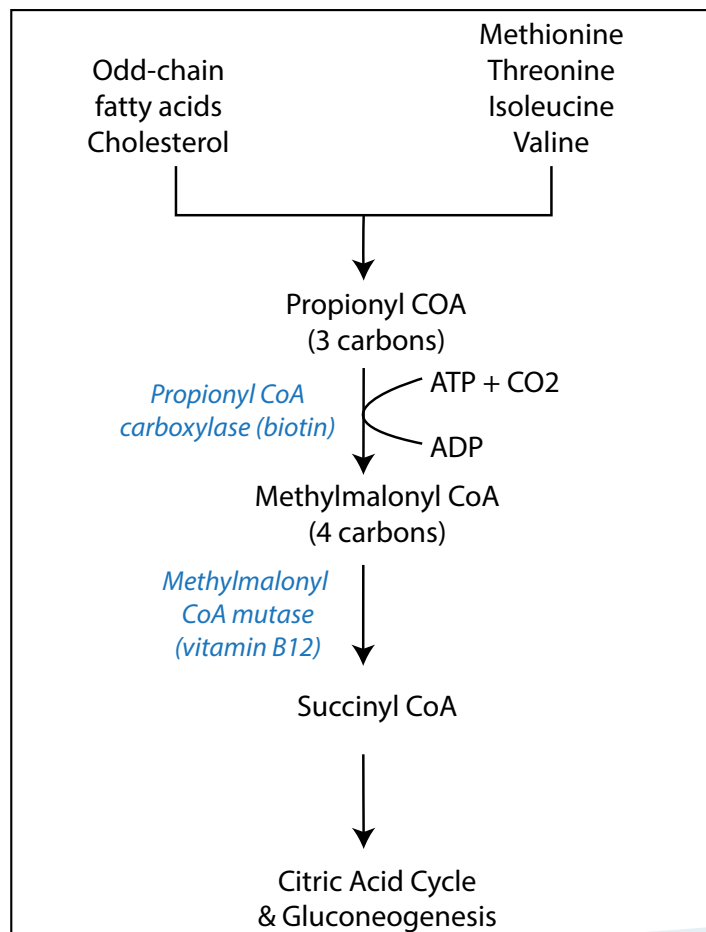 Odd-chain
fatty acids
Cholesterol
Methionine
Threonine
Isoleucine
Valine
Propionyl COA
(3 carbons)
Propionyl CoA
carboxylase (biotin)
ATP + CO2
ADP
Methylmalonyl CoA
(4 carbons)
Methylmalonyl
CoA mutase
(vitamin B12)
Succinyl CoA
Citric Acid Cycle
& Gluconeogenesis